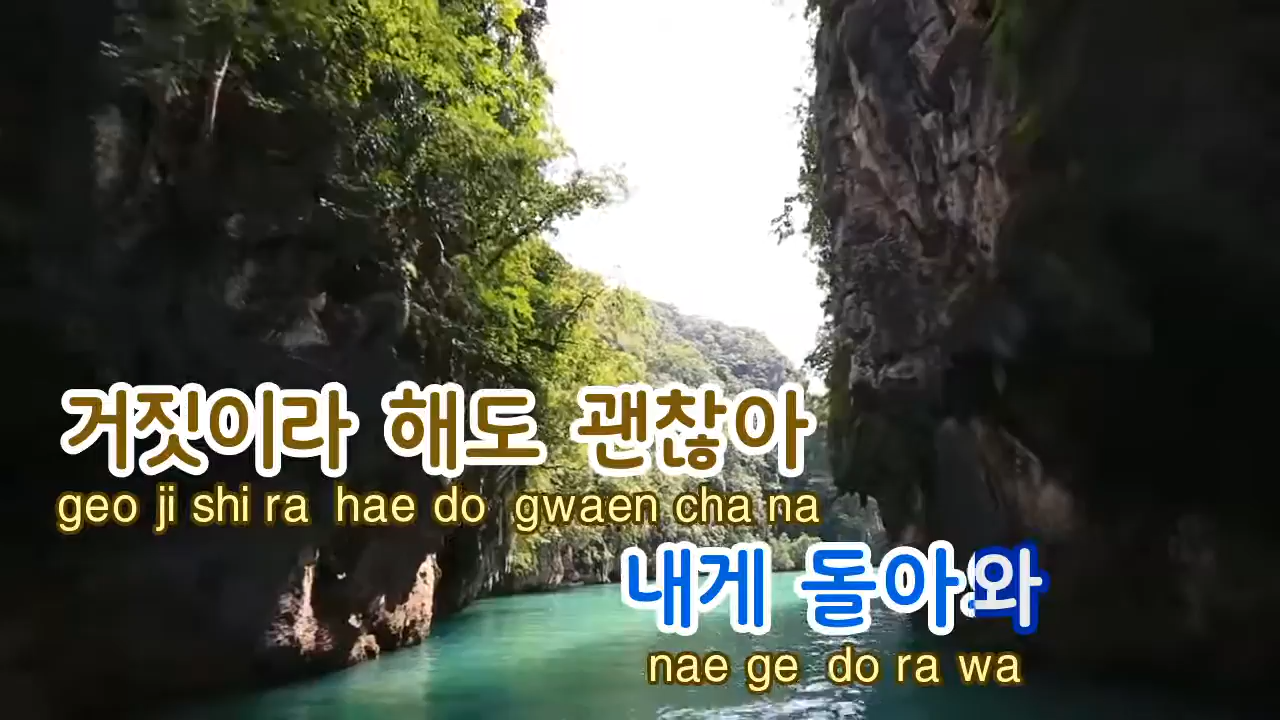 거짓이라 해도 괜찮아
geo ji shi ra hae do gwaen cha na
내게 돌아와
nae ge do ra wa